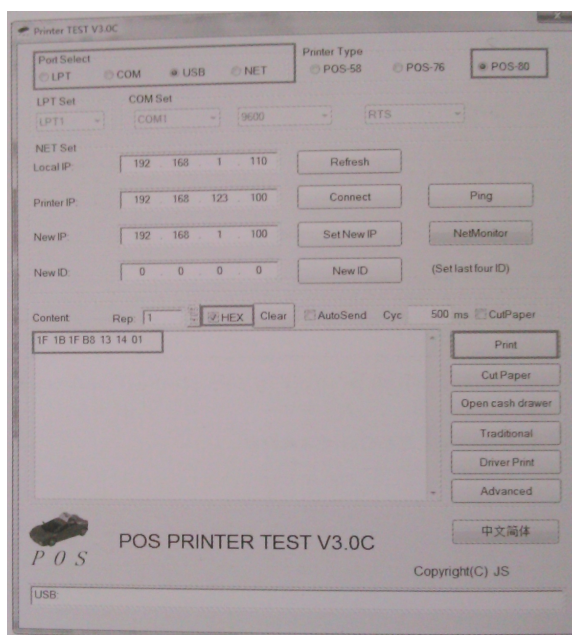 Printer TEST V3.0C
Port Select
LPT COM USB NET
Printer Type
POS-58 POS-76 POS-80
LPT Set COM Set
LPT1 COM1 9600 RTS
NET Set
Local IP: 192 . 168 . 1 . 110 Refresh
Printer IP: 192 . 168 . 123 . 100 Connect Ping
New IP: 192 . 168 . 1 . 100 Set New IP NetMonitor
New ID: 0 . 0 . 0 . 0 New ID (Set last four ID)
Content Rep: 1 HEX Clear AutoSend Cyc 500 ms CutPaper
1F 1B 1F B8 13 14 01
Print
Cut Paper
Open cash drawer
Traditional
Driver Print
Advanced
POS
POS PRINTER TEST V3.0C
中文简体
Copyright(C) JS
USB: